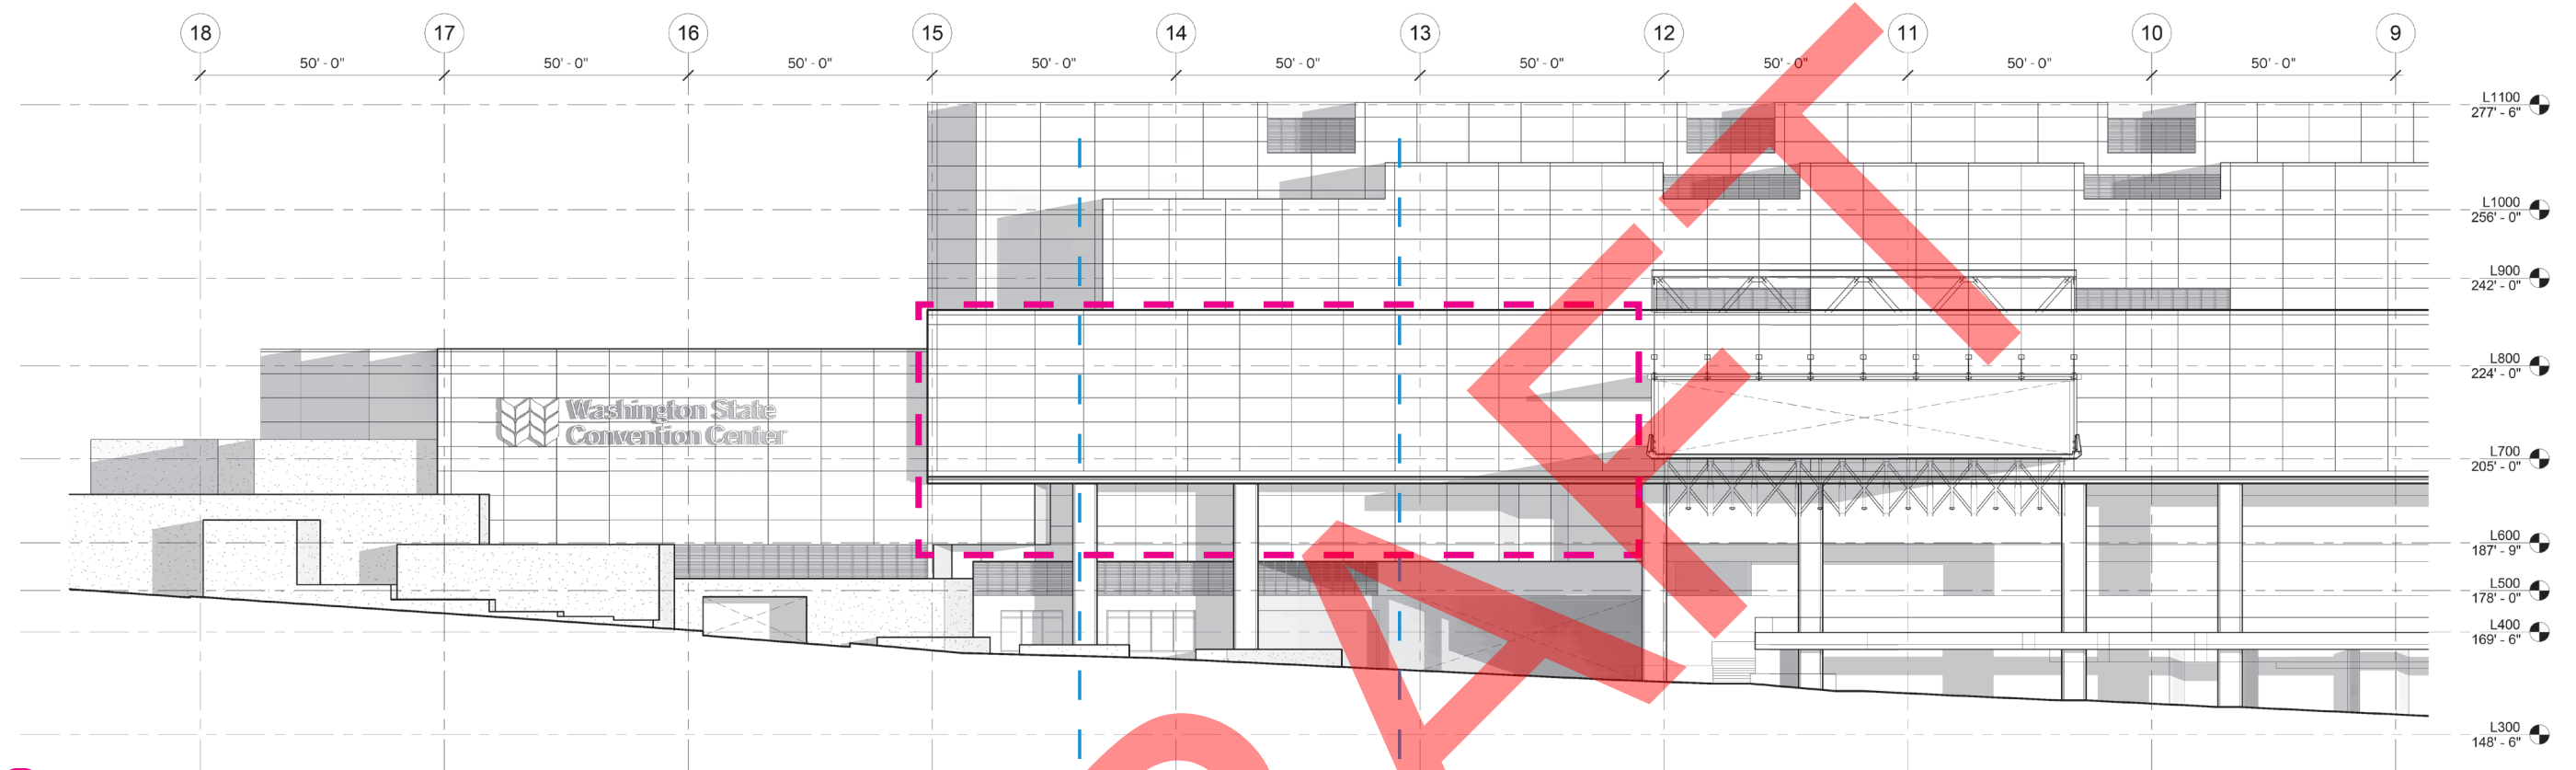 18 17 16 15 14 13 12 11 10 9
50' - 0" 50' - 0" 50' - 0" 50' - 0" 50' - 0" 50' - 0" 50' - 0" 50' - 0" 50' - 0"
L1100
277' - 6"
L1000
256' - 0"
L900
242' - 0"
L800
224' - 0"
Washington State
Convention Center
L700
205' - 0"
L600
187' - 9"
L500
178' - 0"
L400
169' - 6"
L300
148' - 6"
DRAFT